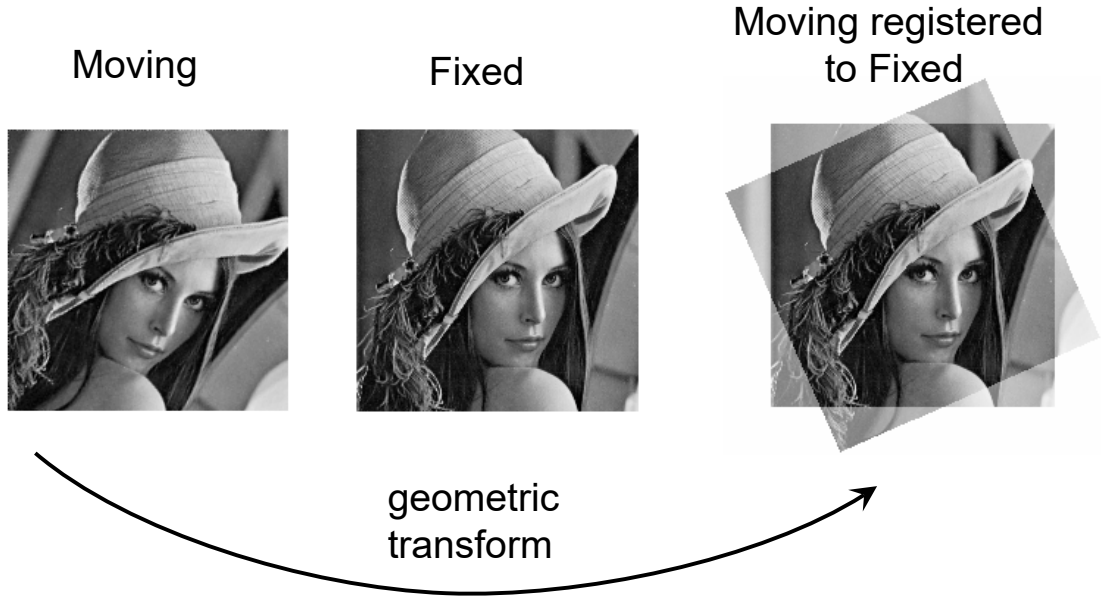 Moving
Fixed
Moving registered
to Fixed
geometric
transform